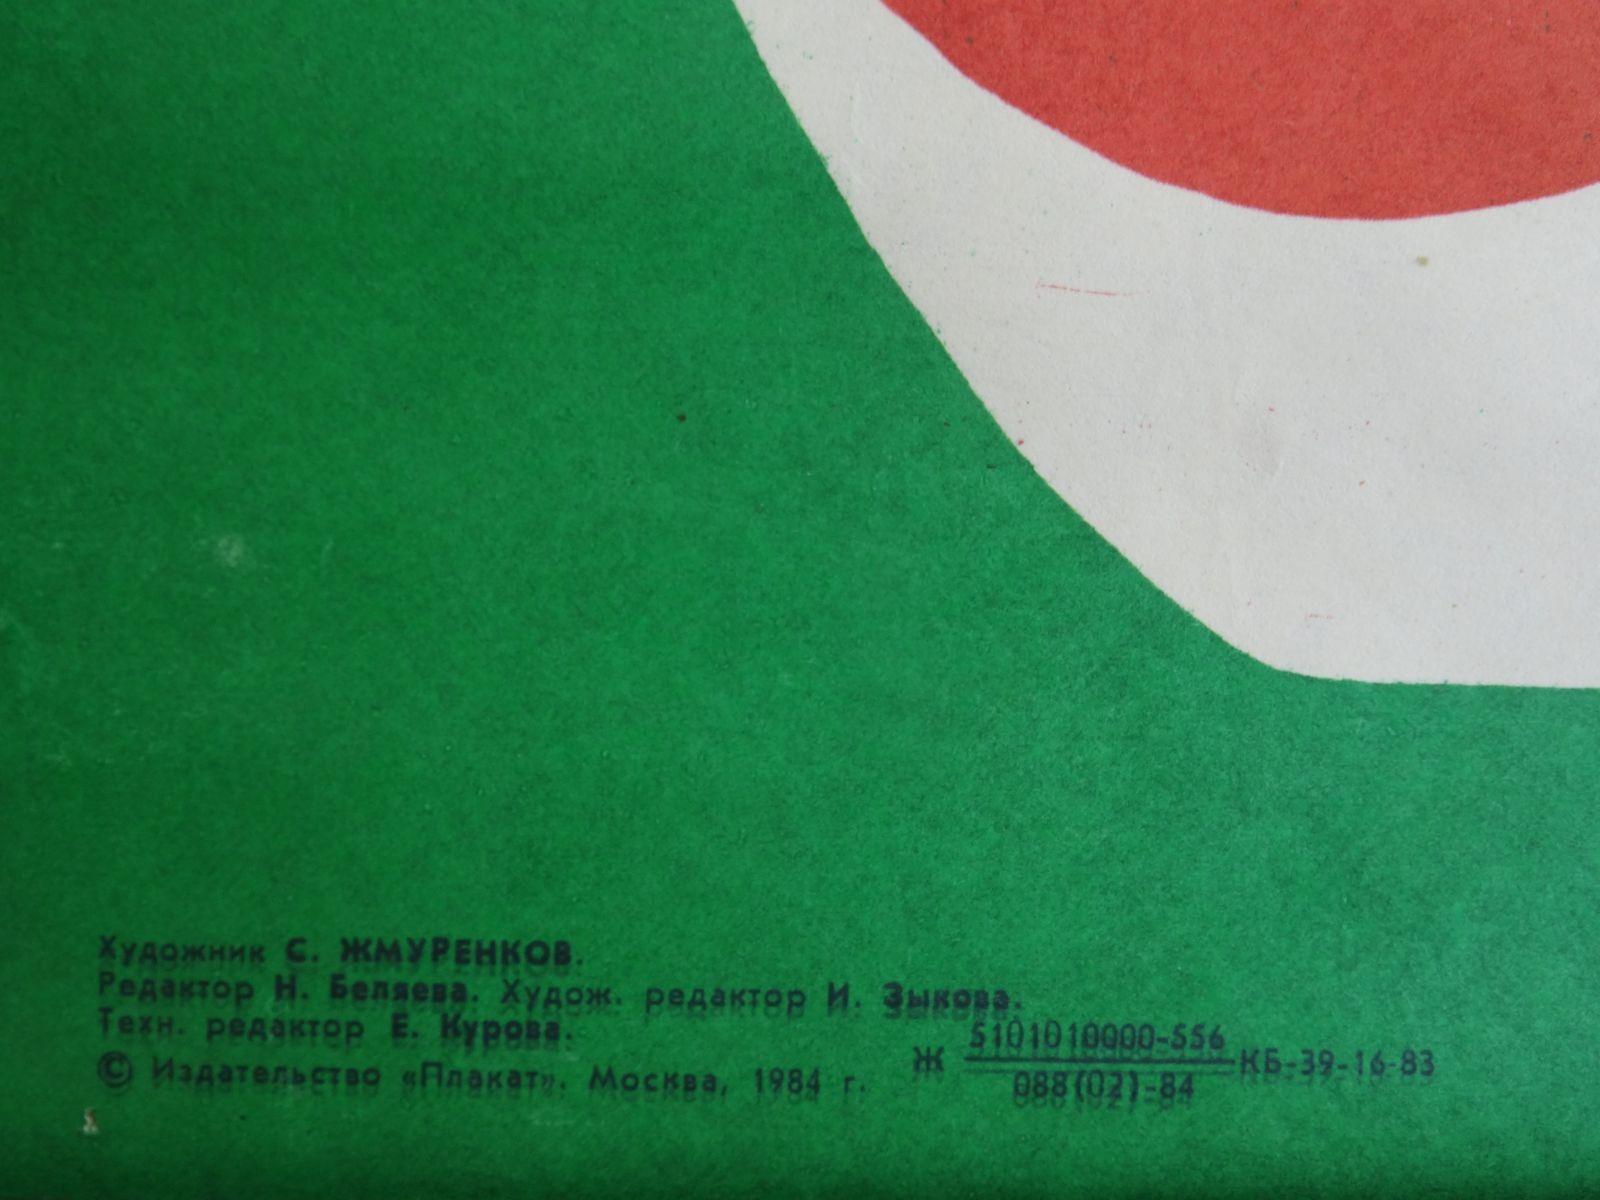 Художник С. ЖМУРЕНКОВ.
Редактор Н. Беляева. Худож. редактор И. Зыкова.
Техн. редактор Е. Курова.
© Издательство «Плакат». Москва, 1984 г.
Ж 5101010000-556 КБ-39-16-83
088(02)-84